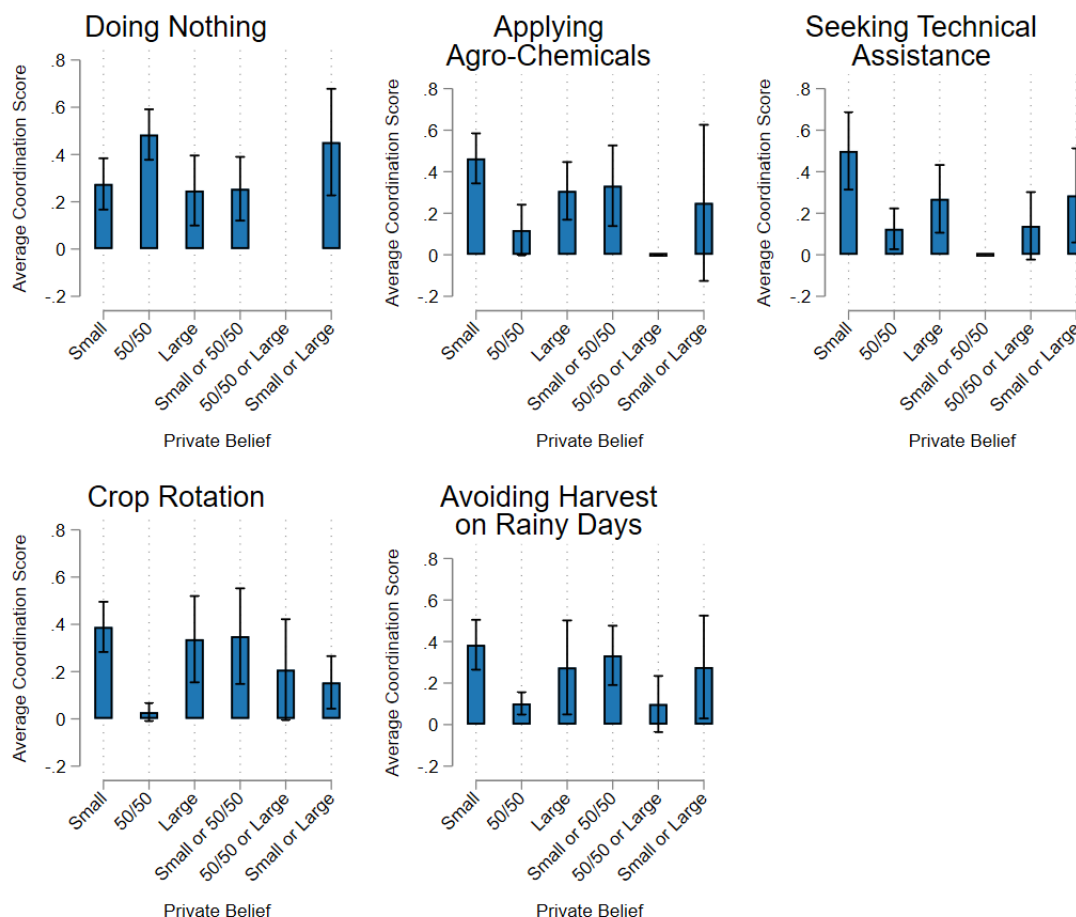 Doing Nothing
Average Coordination Score
.8
.6
.4
.2
0
-.2
Small
50/50
Large
Small or 50/50
50/50 or Large
Small or Large
Private Belief
Applying
Agro-Chemicals
Average Coordination Score
.8
.6
.4
.2
0
-.2
Small
50/50
Large
Small or 50/50
50/50 or Large
Small or Large
Private Belief
Seeking Technical
Assistance
Average Coordination Score
.8
.6
.4
.2
0
-.2
Small
50/50
Large
Small or 50/50
50/50 or Large
Small or Large
Private Belief
Crop Rotation
Average Coordination Score
.8
.6
.4
.2
0
-.2
Small
50/50
Large
Small or 50/50
50/50 or Large
Small or Large
Private Belief
Avoiding Harvest
on Rainy Days
Average Coordination Score
.8
.6
.4
.2
0
-.2
Small
50/50
Large
Small or 50/50
50/50 or Large
Small or Large
Private Belief